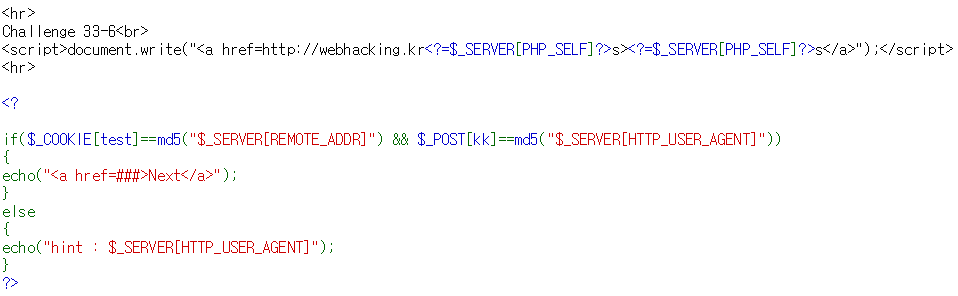 <hr>
Challenge 33-6<br>
<script>document.write("<a href=http://webhacking.kr<?=$_SERVER[PHP_SELF]?>s><?=$_SERVER[PHP_SELF]?>s</a>");</script>
<hr>
<?
if($_COOKIE[test]==md5("$_SERVER[REMOTE_ADDR]") && $_POST[kk]==md5("$_SERVER[HTTP_USER_AGENT]"))
{
echo("<a href=###>Next</a>");
}
else
{
echo("hint : $_SERVER[HTTP_USER_AGENT]");
}
?>